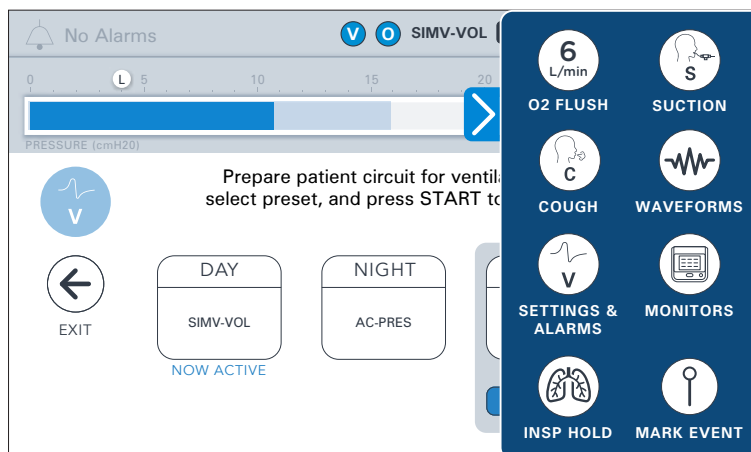 No Alarms
V O SIMV-VOL
0 L 5 10 15 20
PRESSURE (cmH20)
Prepare patient circuit for
select preset, and press START
V
EXIT
DAY
SIMV-VOL
NOW ACTIVE
NIGHT
AC-PRES
6
L/min
O2 FLUSH
S
SUCTION
C
COUGH
WAVEFORMS
V
SETTINGS &
ALARMS
MONITORS
INSP HOLD
MARK EVENT